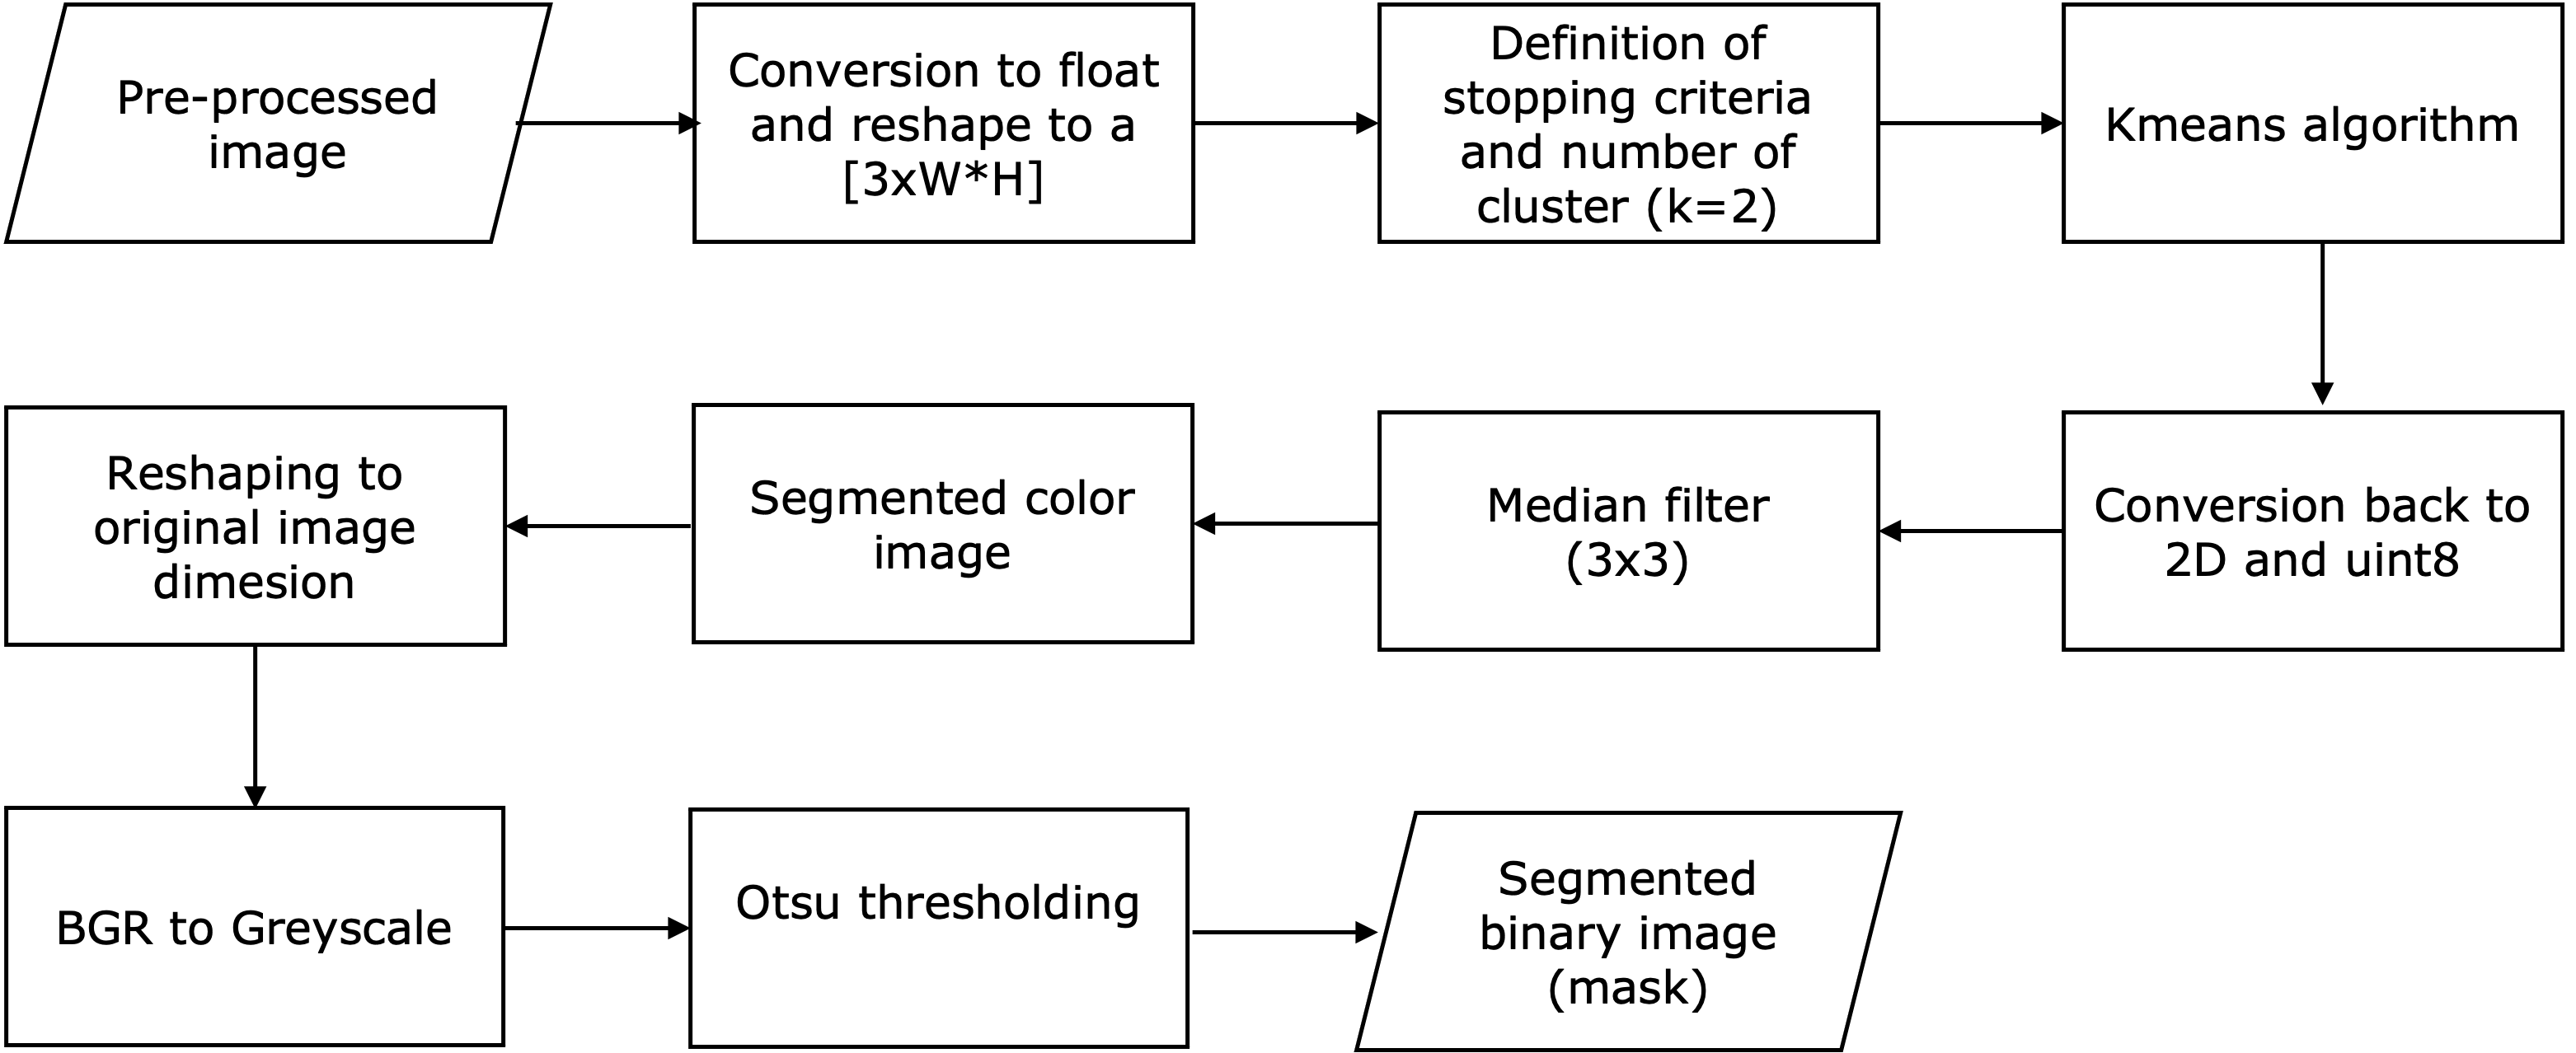 Pre-processed
image
Conversion to float
and reshape to a
[3xW*H]
Definition of
stopping criteria
and number of
cluster (k=2)
Kmeans algorithm
Conversion back to
2D and uint8
Median filter
(3x3)
Segmented color
image
Reshaping to
original image
dimesion
BGR to Greyscale
Otsu thresholding
Segmented
binary image
(mask)